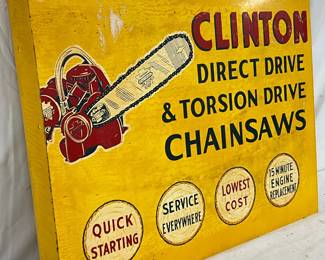 CLINTON
DIRECT DRIVE
& TORSION DRIVE
CHAINSAWS
QUICK
STARTING
SERVICE
EVERYWHERE
LOWEST
COST
15 MINUTE
ENGINE
REPLACEMENT